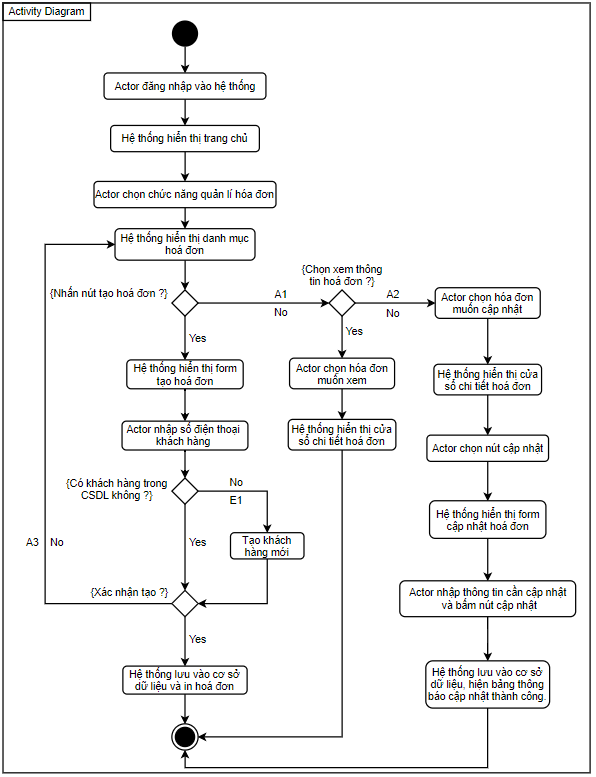 Activity Diagram
Actor đăng nhập vào hệ thống
Hệ thống hiển thị trang chủ
Actor chọn chức năng quản lí hóa đơn
Hệ thống hiển thị danh mục
hoá đơn
{Nhấn nút tạo hoá đơn ?}
A1
No
{Chọn xem thông
tin hoá đơn ?}
A2
No
Actor chọn hóa đơn
muốn cập nhật
Yes
Hệ thống hiển thị form
tạo hoá đơn
Yes
Actor chọn hóa đơn
muốn xem
Hệ thống hiển thị cửa
sổ chi tiết hoá đơn
Actor nhập số điện thoại
khách hàng
Hệ thống hiển thị cửa
sổ chi tiết hoá đơn
Actor chọn nút cập nhật
{Có khách hàng trong
CSDL không ?}
No
E1
Hệ thống hiển thị form
cập nhật hoá đơn
A3
No
Yes
Tạo khách
hàng mới
{Xác nhận tạo ?}
Actor nhập thông tin cần cập nhật
và bấm nút cập nhật
Yes
Hệ thống lưu vào cơ sở
dữ liệu và in hoá đơn
Hệ thống lưu vào cơ sở
dữ liệu, hiện bảng thông
báo cập nhật thành công.